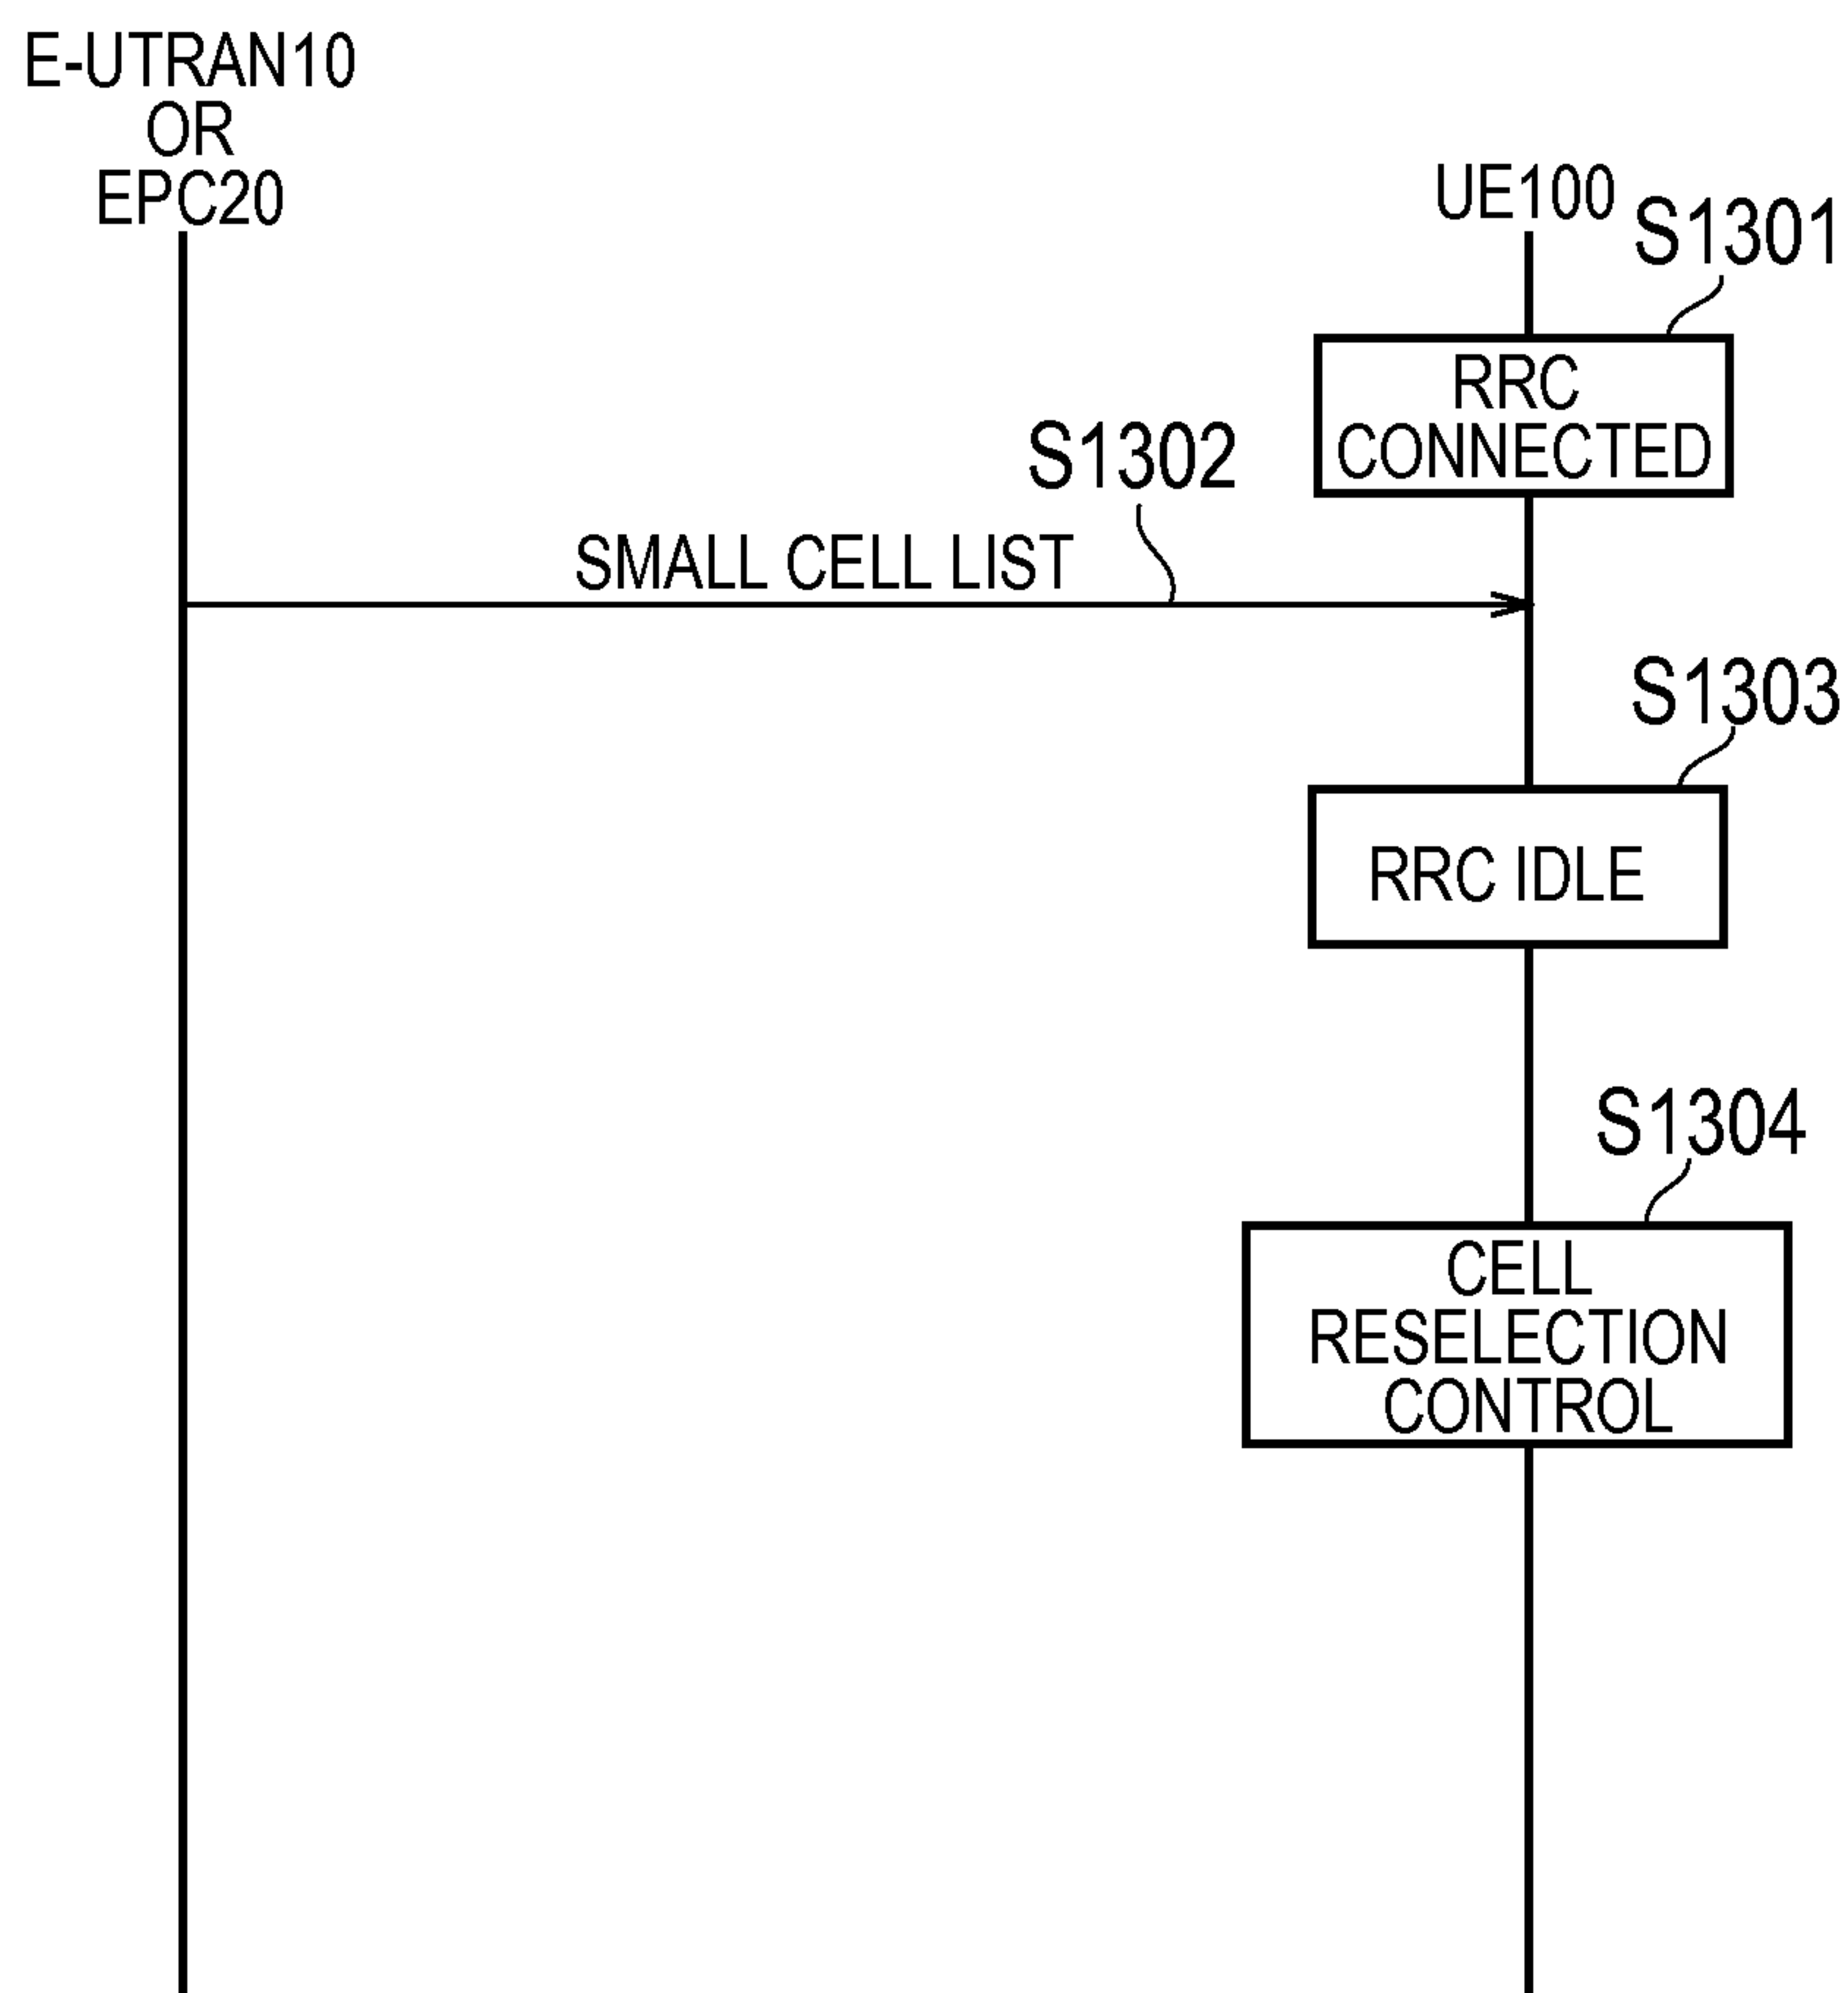 E-UTRAN10
OR
EPC20
UE100
S1301
RRC
CONNECTED
S1302
SMALL CELL LIST
S1303
RRC IDLE
S1304
CELL
RESELECTION
CONTROL